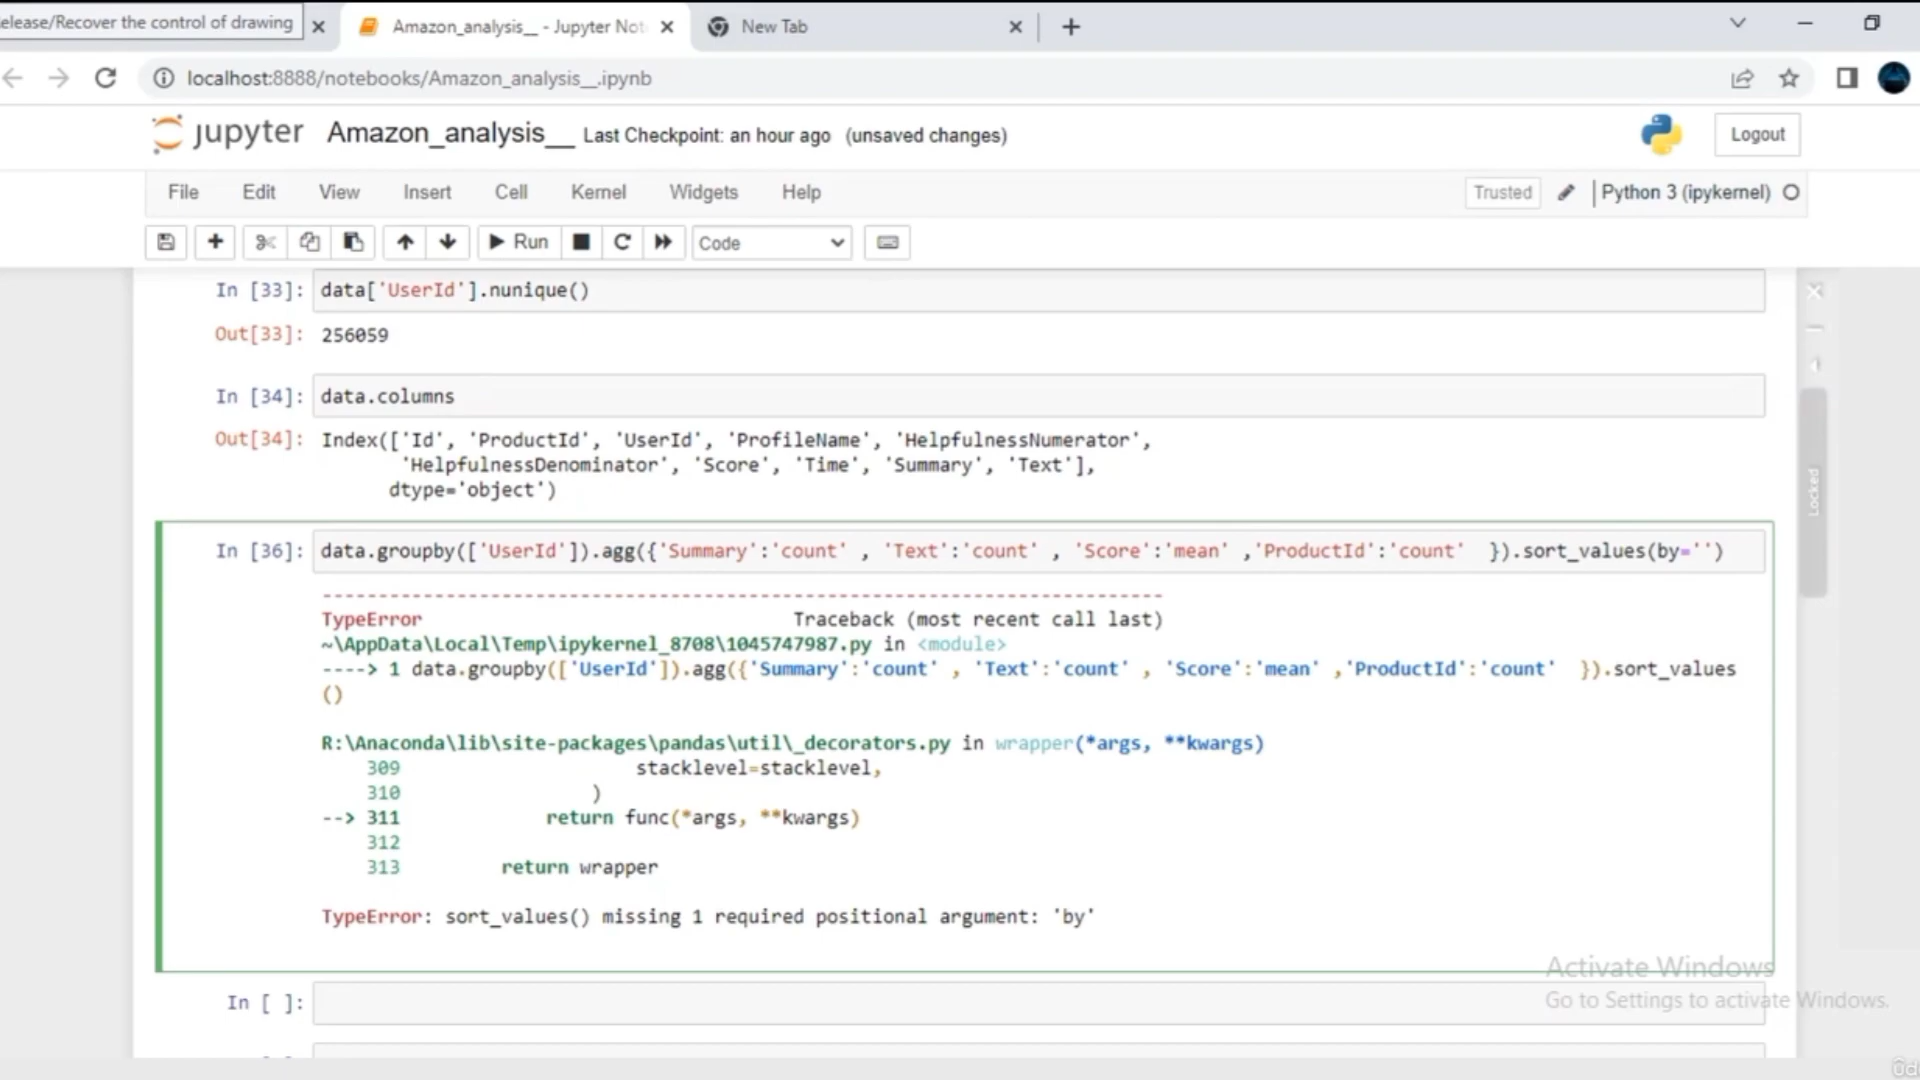 elease/Recover the control of drawing
Amazon_analysis__ - Jupyter Not
New Tab
localhost:8888/notebooks/Amazon_analysis__.ipynb
jupyter Amazon_analysis__ Last Checkpoint: an hour ago (unsaved changes)
Logout
File Edit View Insert Cell Kernel Widgets Help
Trusted Python 3 (ipykernel)
Run Code
In [33]: data['UserId'].nunique()
Out[33]: 256059
In [34]: data.columns
Out[34]: Index(['Id', 'ProductId', 'UserId', 'ProfileName', 'HelpfulnessNumerator',
'HelpfulnessDenominator', 'Score', 'Time', 'Summary', 'Text'],
dtype='object')
Locked
In [36]: data.groupby(['UserId']).agg({'Summary':'count' , 'Text':'count' , 'Score':'mean' ,'ProductId':'count'  }).sort_values(by='')
---------------------------------------------------------------------------
TypeError                                 Traceback (most recent call last)
~\AppData\Local\Temp\ipykernel_8708\1045747987.py in <module>
----> 1 data.groupby(['UserId']).agg({'Summary':'count' , 'Text':'count' , 'Score':'mean' ,'ProductId':'count'  }).sort_values
()
R:\Anaconda\lib\site-packages\pandas\util\_decorators.py in wrapper(*args, **kwargs)
309                     stacklevel=stacklevel,
310                 )
--> 311             return func(*args, **kwargs)
312
313         return wrapper
TypeError: sort_values() missing 1 required positional argument: 'by'
In [ ]:
Activate Windows
Go to Settings to activate Windows.